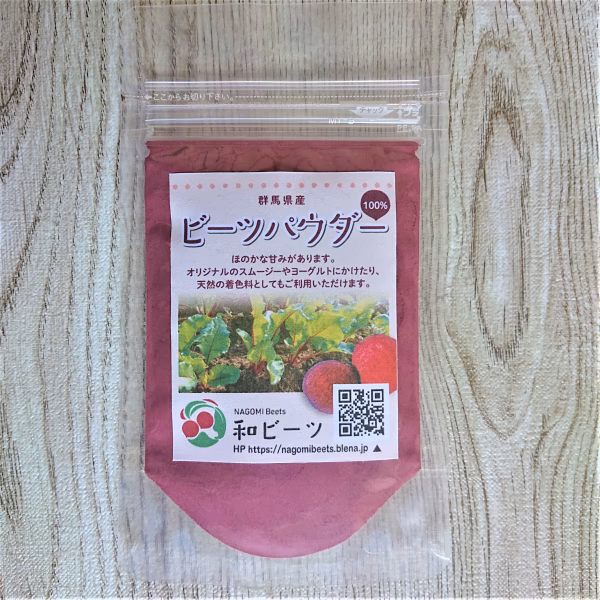 ←ここからお切り下さい。
群馬県産
100%
ビーツパウダー
ほのかな甘みがあります。
オリジナルのスムージーやヨーグルトにかけたり、
天然の着色料としてもご利用いただけます。
NAGOMI Beets
和ビーツ
HP https://nagomibeets.blena.jp ▲